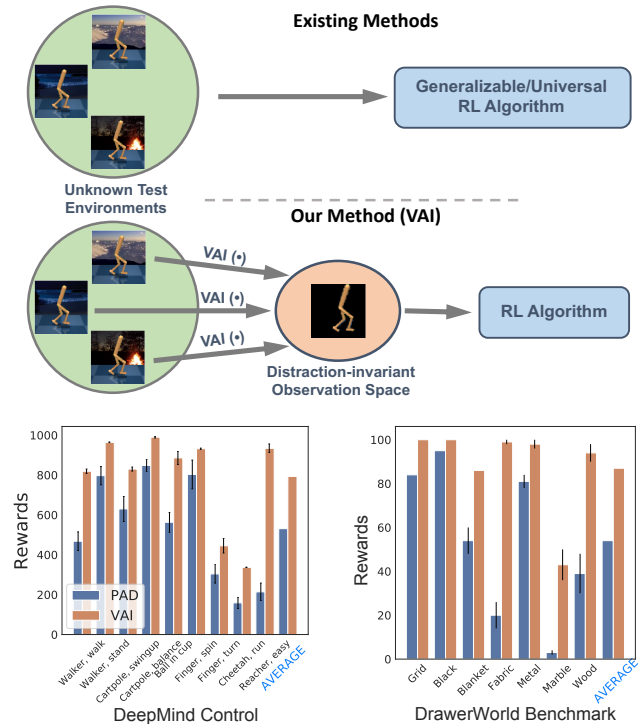 Existing Methods
Generalizable/Universal
RL Algorithm
Unknown Test
Environments
Our Method (VAI)
VAI (•)
VAI (•)
VAI (•)
RL Algorithm
Distraction-invariant
Observation Space
1000
800
600
400
200
0
Rewards
PAD
VAI
Walker, walk
Walker, stand
Cartpole, swingup
Cartpole, balance
Ball in cup
Finger, spin
Finger, turn
Cheetah, run
Reacher, easy
AVERAGE
DeepMind Control
100
80
60
40
20
0
Rewards
Grid
Black
Blanket
Fabric
Metal
Marble
Wood
AVERAGE
DrawerWorld Benchmark